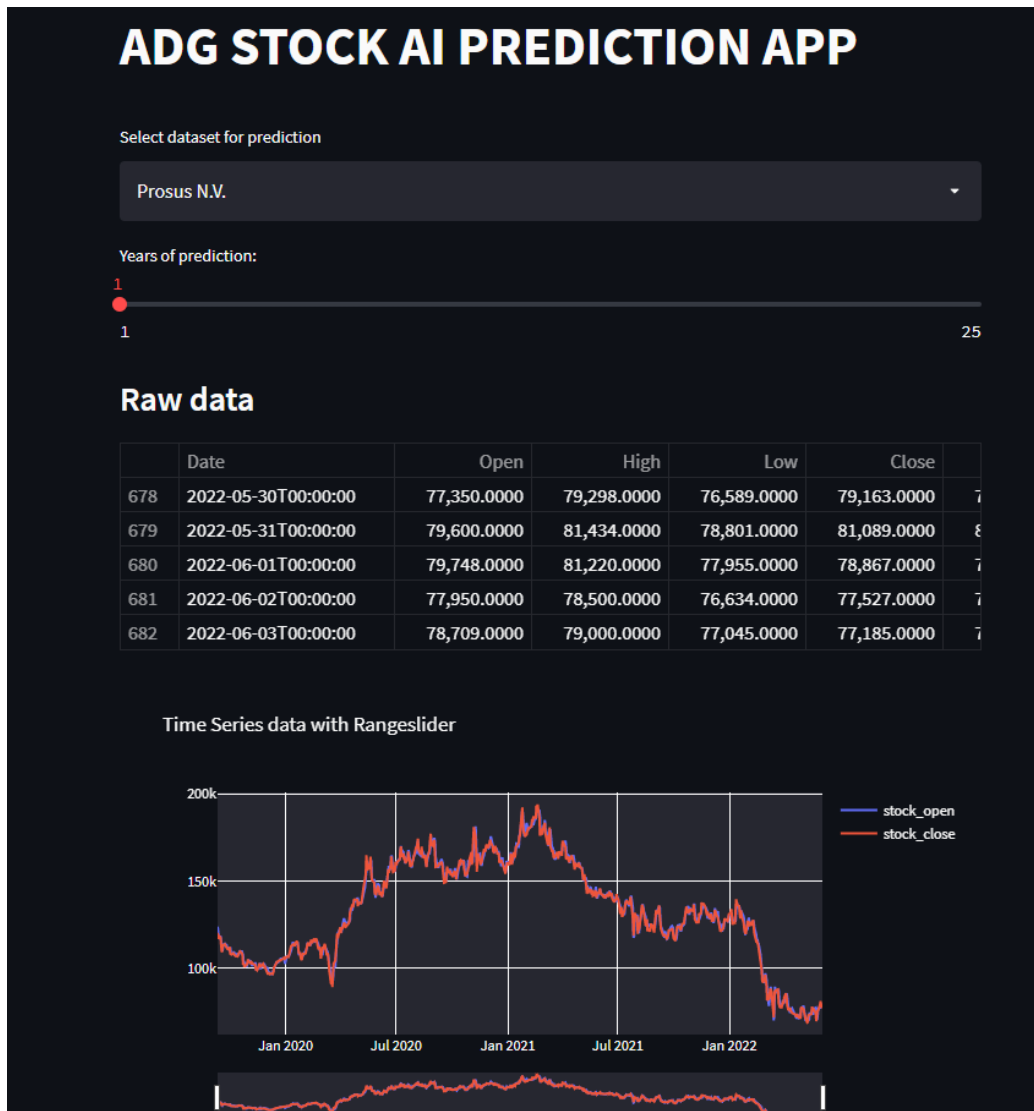 ADG STOCK AI PREDICTION APP
Select dataset for prediction
Prosus N.V.
Years of prediction:
1
1 25
Raw data
Date Open High Low Close
678 2022-05-30T00:00:00 77,350.0000 79,298.0000 76,589.0000 79,163.0000 7
679 2022-05-31T00:00:00 79,600.0000 81,434.0000 78,801.0000 81,089.0000 8
680 2022-06-01T00:00:00 79,748.0000 81,220.0000 77,955.0000 78,867.0000 7
681 2022-06-02T00:00:00 77,950.0000 78,500.0000 76,634.0000 77,527.0000 7
682 2022-06-03T00:00:00 78,709.0000 79,000.0000 77,045.0000 77,185.0000 7
Time Series data with Rangeslider
200k
stock_open
stock_close
150k
100k
Jan 2020 Jul 2020 Jan 2021 Jul 2021 Jan 2022